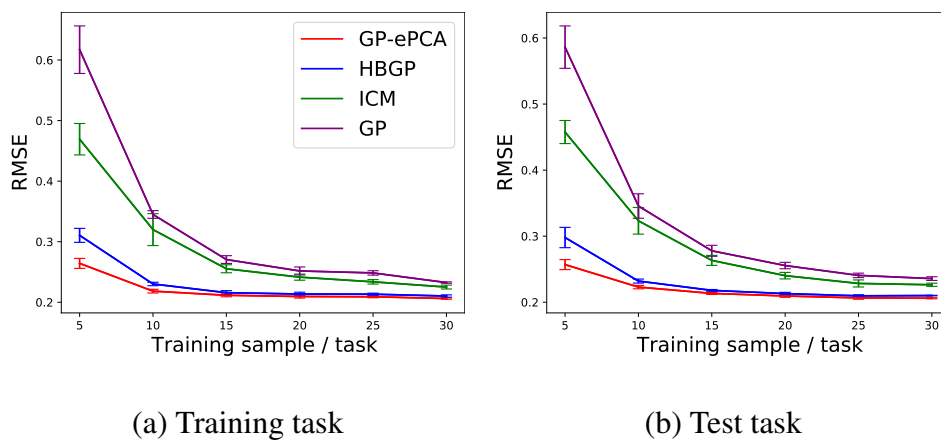 0.6
0.5
0.4
0.3
0.2
RMSE
GP-ePCA
HBGP
ICM
GP
5 10 15 20 25 30
Training sample / task
(a) Training task
0.6
0.5
0.4
0.3
0.2
RMSE
5 10 15 20 25 30
Training sample / task
(b) Test task